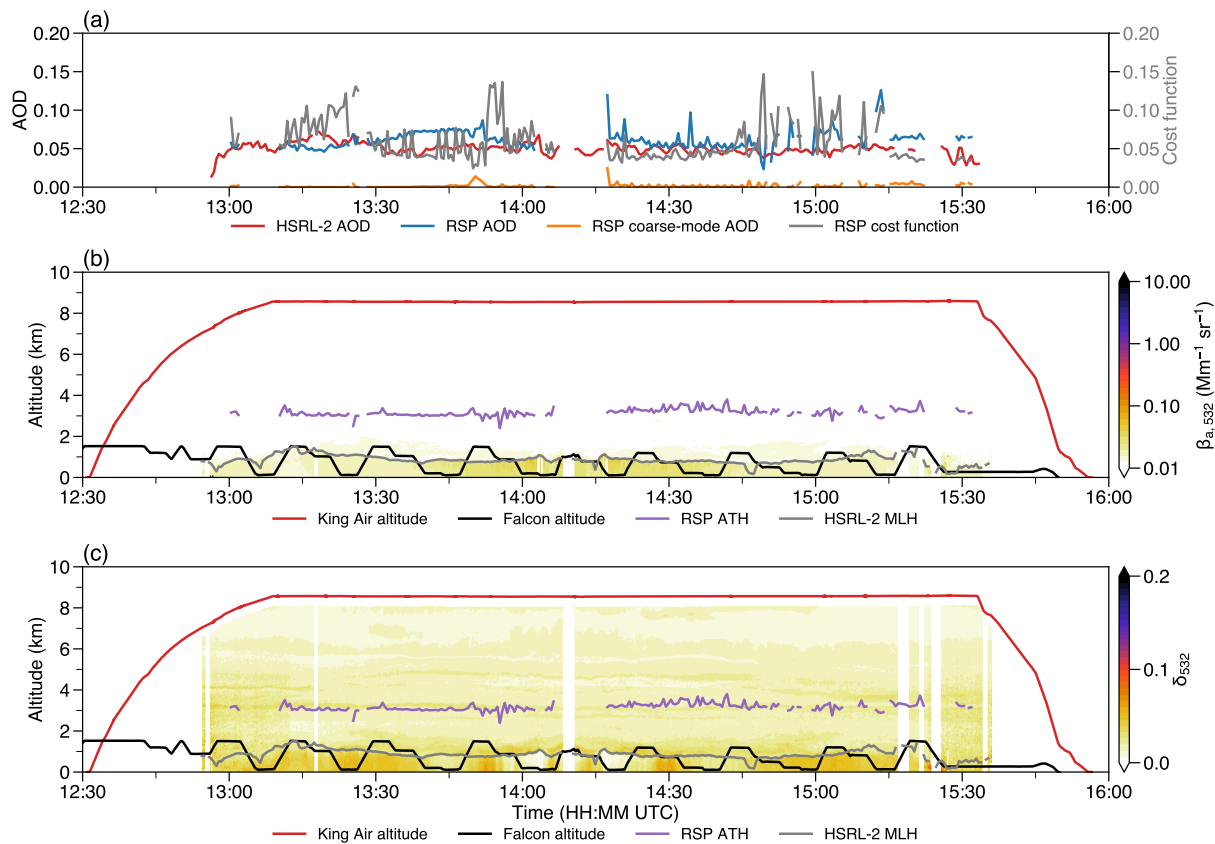 (a)
0.20
0.15
0.10
0.05
0.00
AOD
0.20
0.15
0.10
0.05
0.00
Cost function
12:30 13:00 13:30 14:00 14:30 15:00 15:30 16:00
HSRL-2 AOD RSP AOD RSP coarse-mode AOD RSP cost function
(b)
10
8
6
4
2
0
Altitude (km)
10.00
1.00
0.10
0.01
βa, 532 (Mm−1 sr−1)
12:30 13:00 13:30 14:00 14:30 15:00 15:30 16:00
King Air altitude Falcon altitude RSP ATH HSRL-2 MLH
(c)
10
8
6
4
2
0
Altitude (km)
0.2
0.1
0.0
δ532
12:30 13:00 13:30 14:00 14:30 15:00 15:30 16:00
Time (HH:MM UTC)
King Air altitude Falcon altitude RSP ATH HSRL-2 MLH